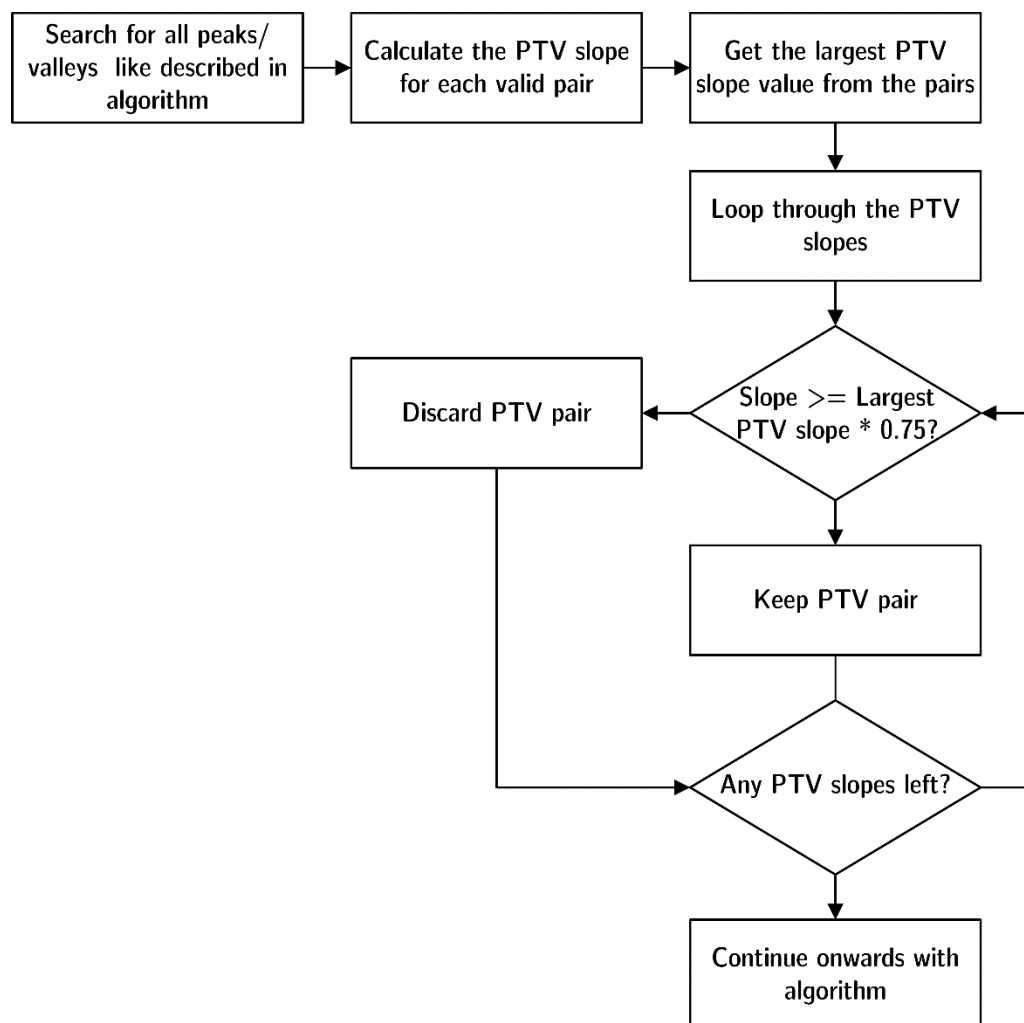 Search for all peaks/
valleys like described in
algorithm
Calculate the PTV slope
for each valid pair
Get the largest PTV
slope value from the pairs
Loop through the PTV
slopes
Slope >= Largest
PTV slope * 0.75?
Discard PTV pair
Keep PTV pair
Any PTV slopes left?
Continue onwards with
algorithm